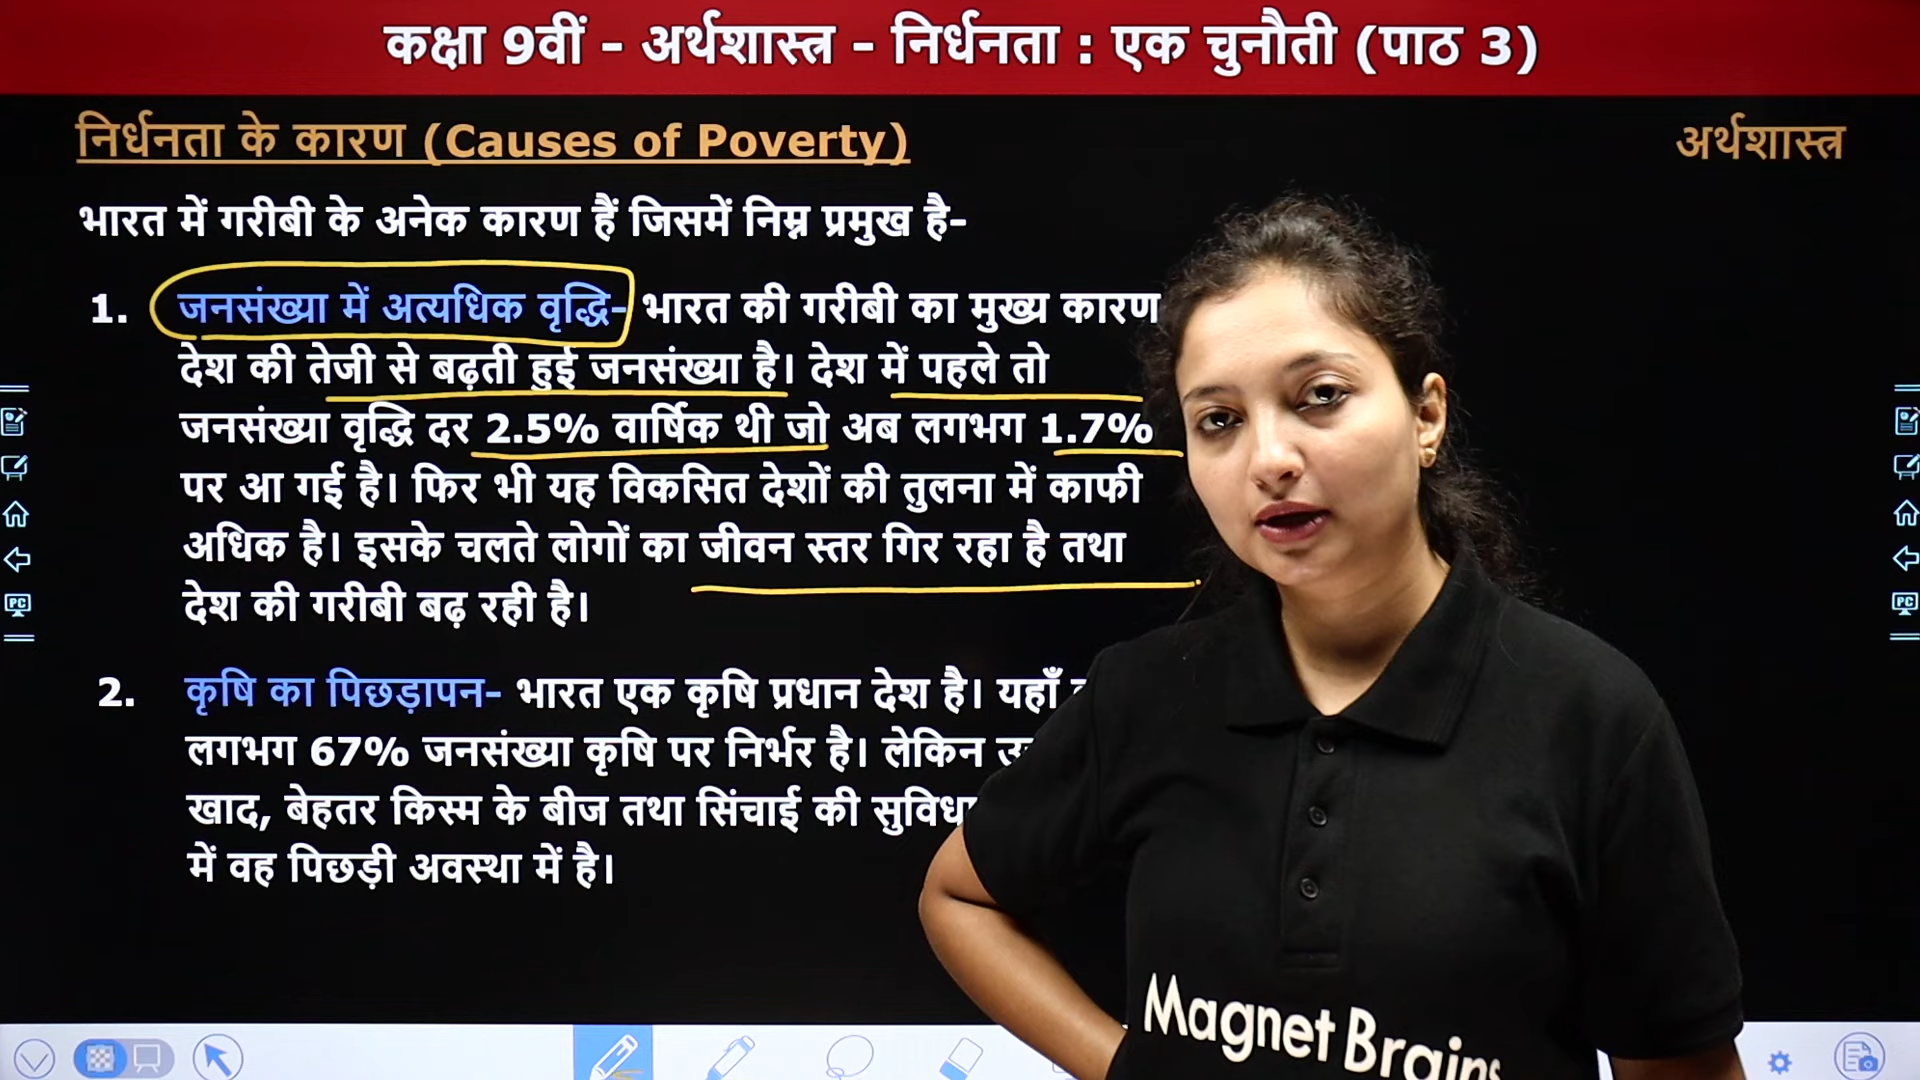 कक्षा 9वीं - अर्थशास्त्र - निर्धनता : एक चुनौती (पाठ 3)
निर्धनता के कारण (Causes of Poverty)
अर्थशास्त्र
भारत में गरीबी के अनेक कारण हैं जिसमें निम्न प्रमुख है-
1. जनसंख्या में अत्यधिक वृद्धि- भारत की गरीबी का मुख्य कारण
देश की तेजी से बढ़ती हुई जनसंख्या है। देश में पहले तो
जनसंख्या वृद्धि दर 2.5% वार्षिक थी जो अब लगभग 1.7%
पर आ गई है। फिर भी यह विकसित देशों की तुलना में काफी
अधिक है। इसके चलते लोगों का जीवन स्तर गिर रहा है तथा
देश की गरीबी बढ़ रही है।
2. कृषि का पिछड़ापन- भारत एक कृषि प्रधान देश है। यहाँ
लगभग 67% जनसंख्या कृषि पर निर्भर है। लेकिन
खाद, बेहतर किस्म के बीज तथा सिंचाई की
में वह पिछड़ी अवस्था में है।
PC
PC
Magnet Brains